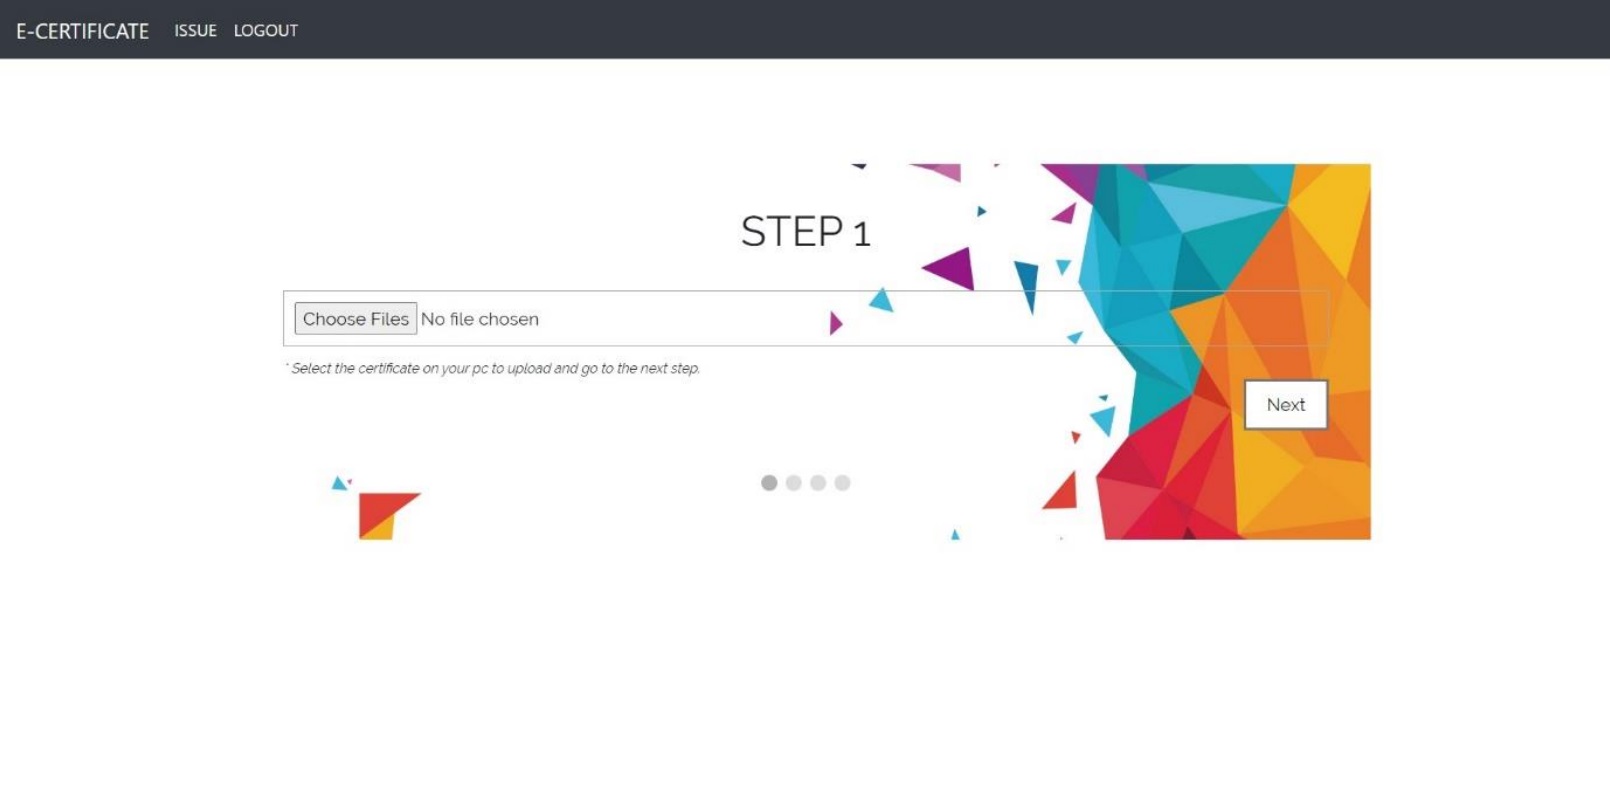 E-CERTIFICATE ISSUE LOGOUT
STEP 1
Choose Files No file chosen
* Select the certificate on your pc to upload and go to the next step.
Next